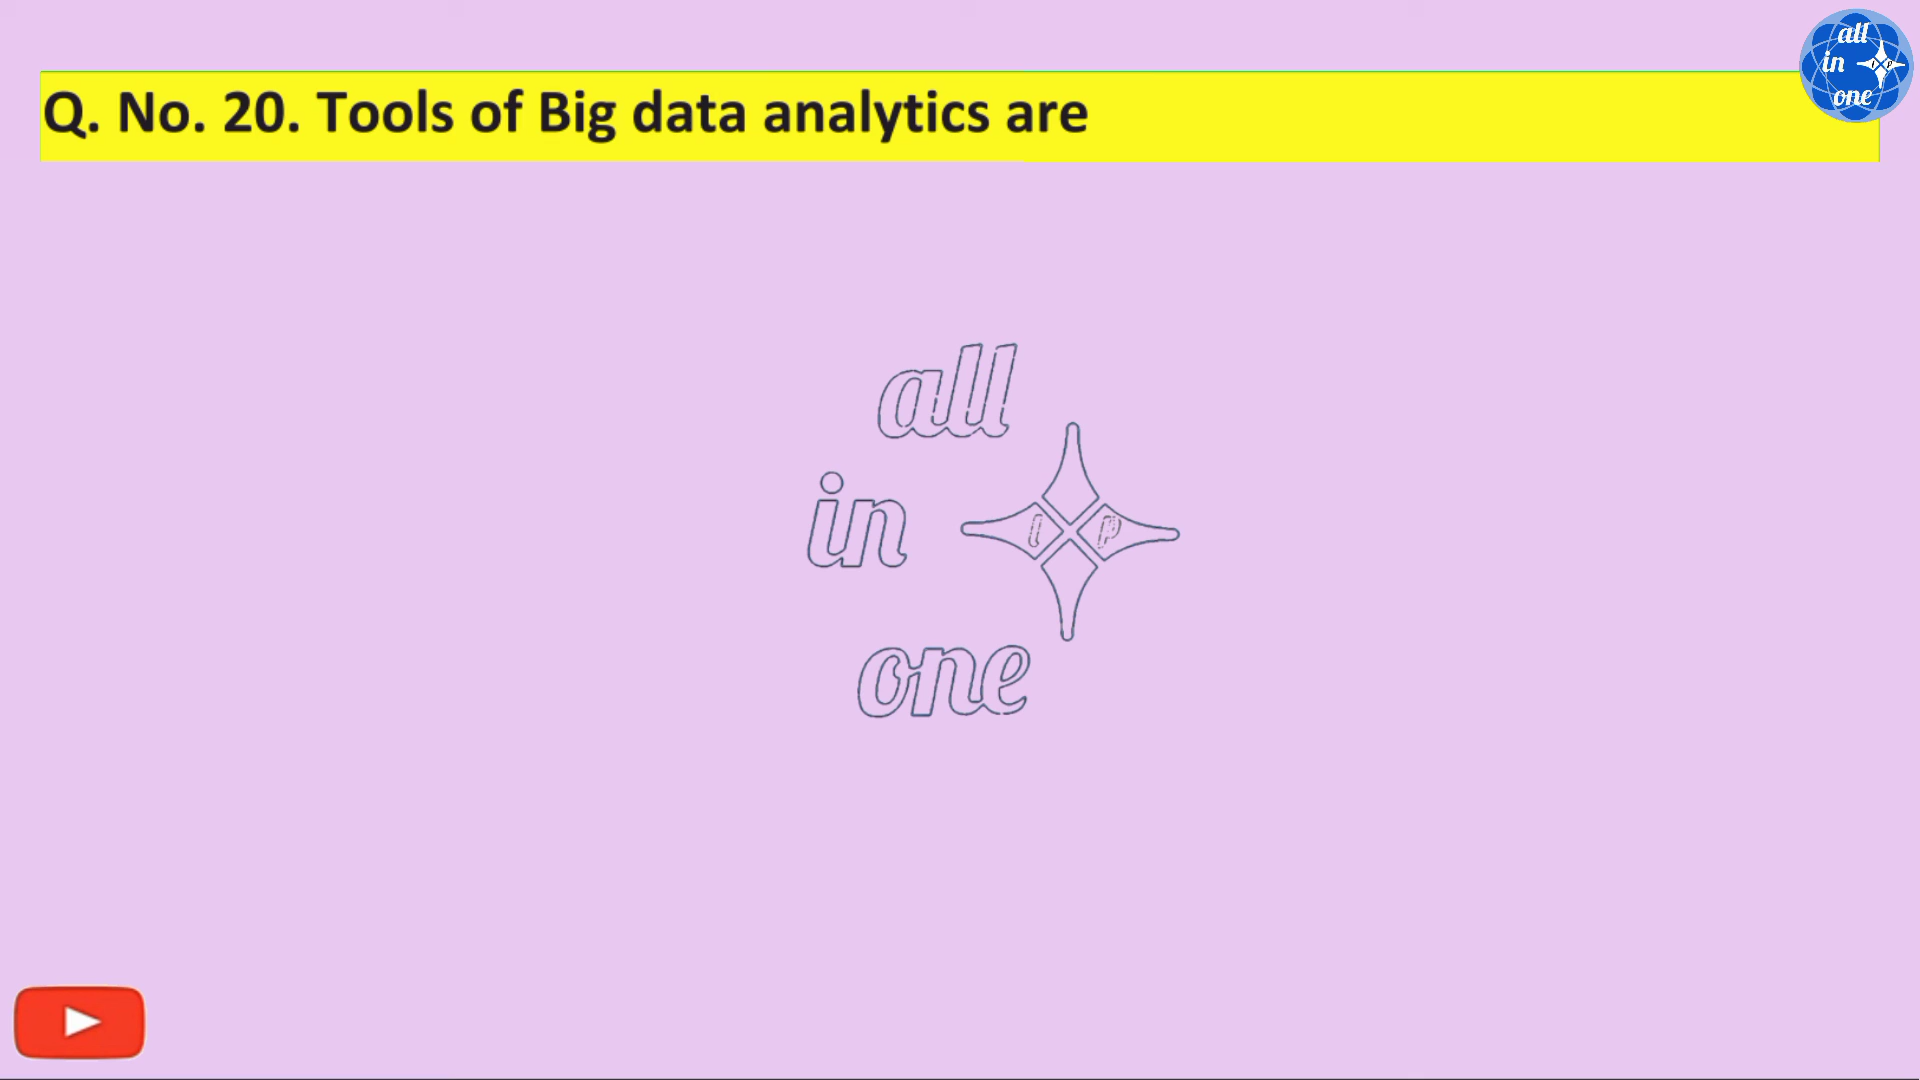 all
in
one
Q. No. 20. Tools of Big data analytics are
all
in
I P
one